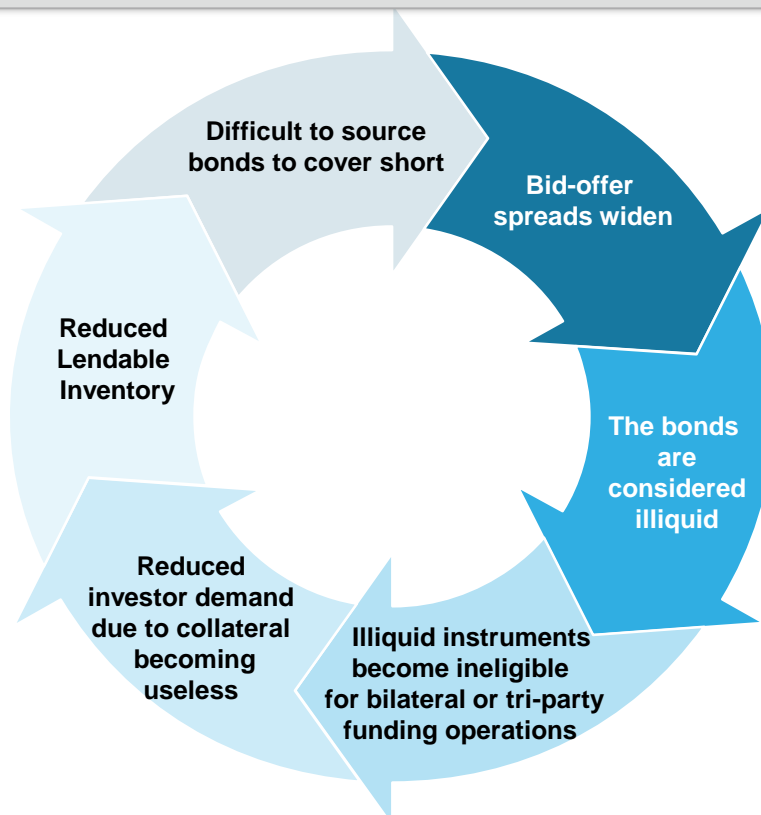 Difficult to source
bonds to cover short
Bid-offer
spreads widen
The bonds
are
considered
illiquid
Illiquid instruments
become ineligible
for bilateral or tri-party
funding operations
Reduced
investor demand
due to collateral
becoming
useless
Reduced
Lendable
Inventory